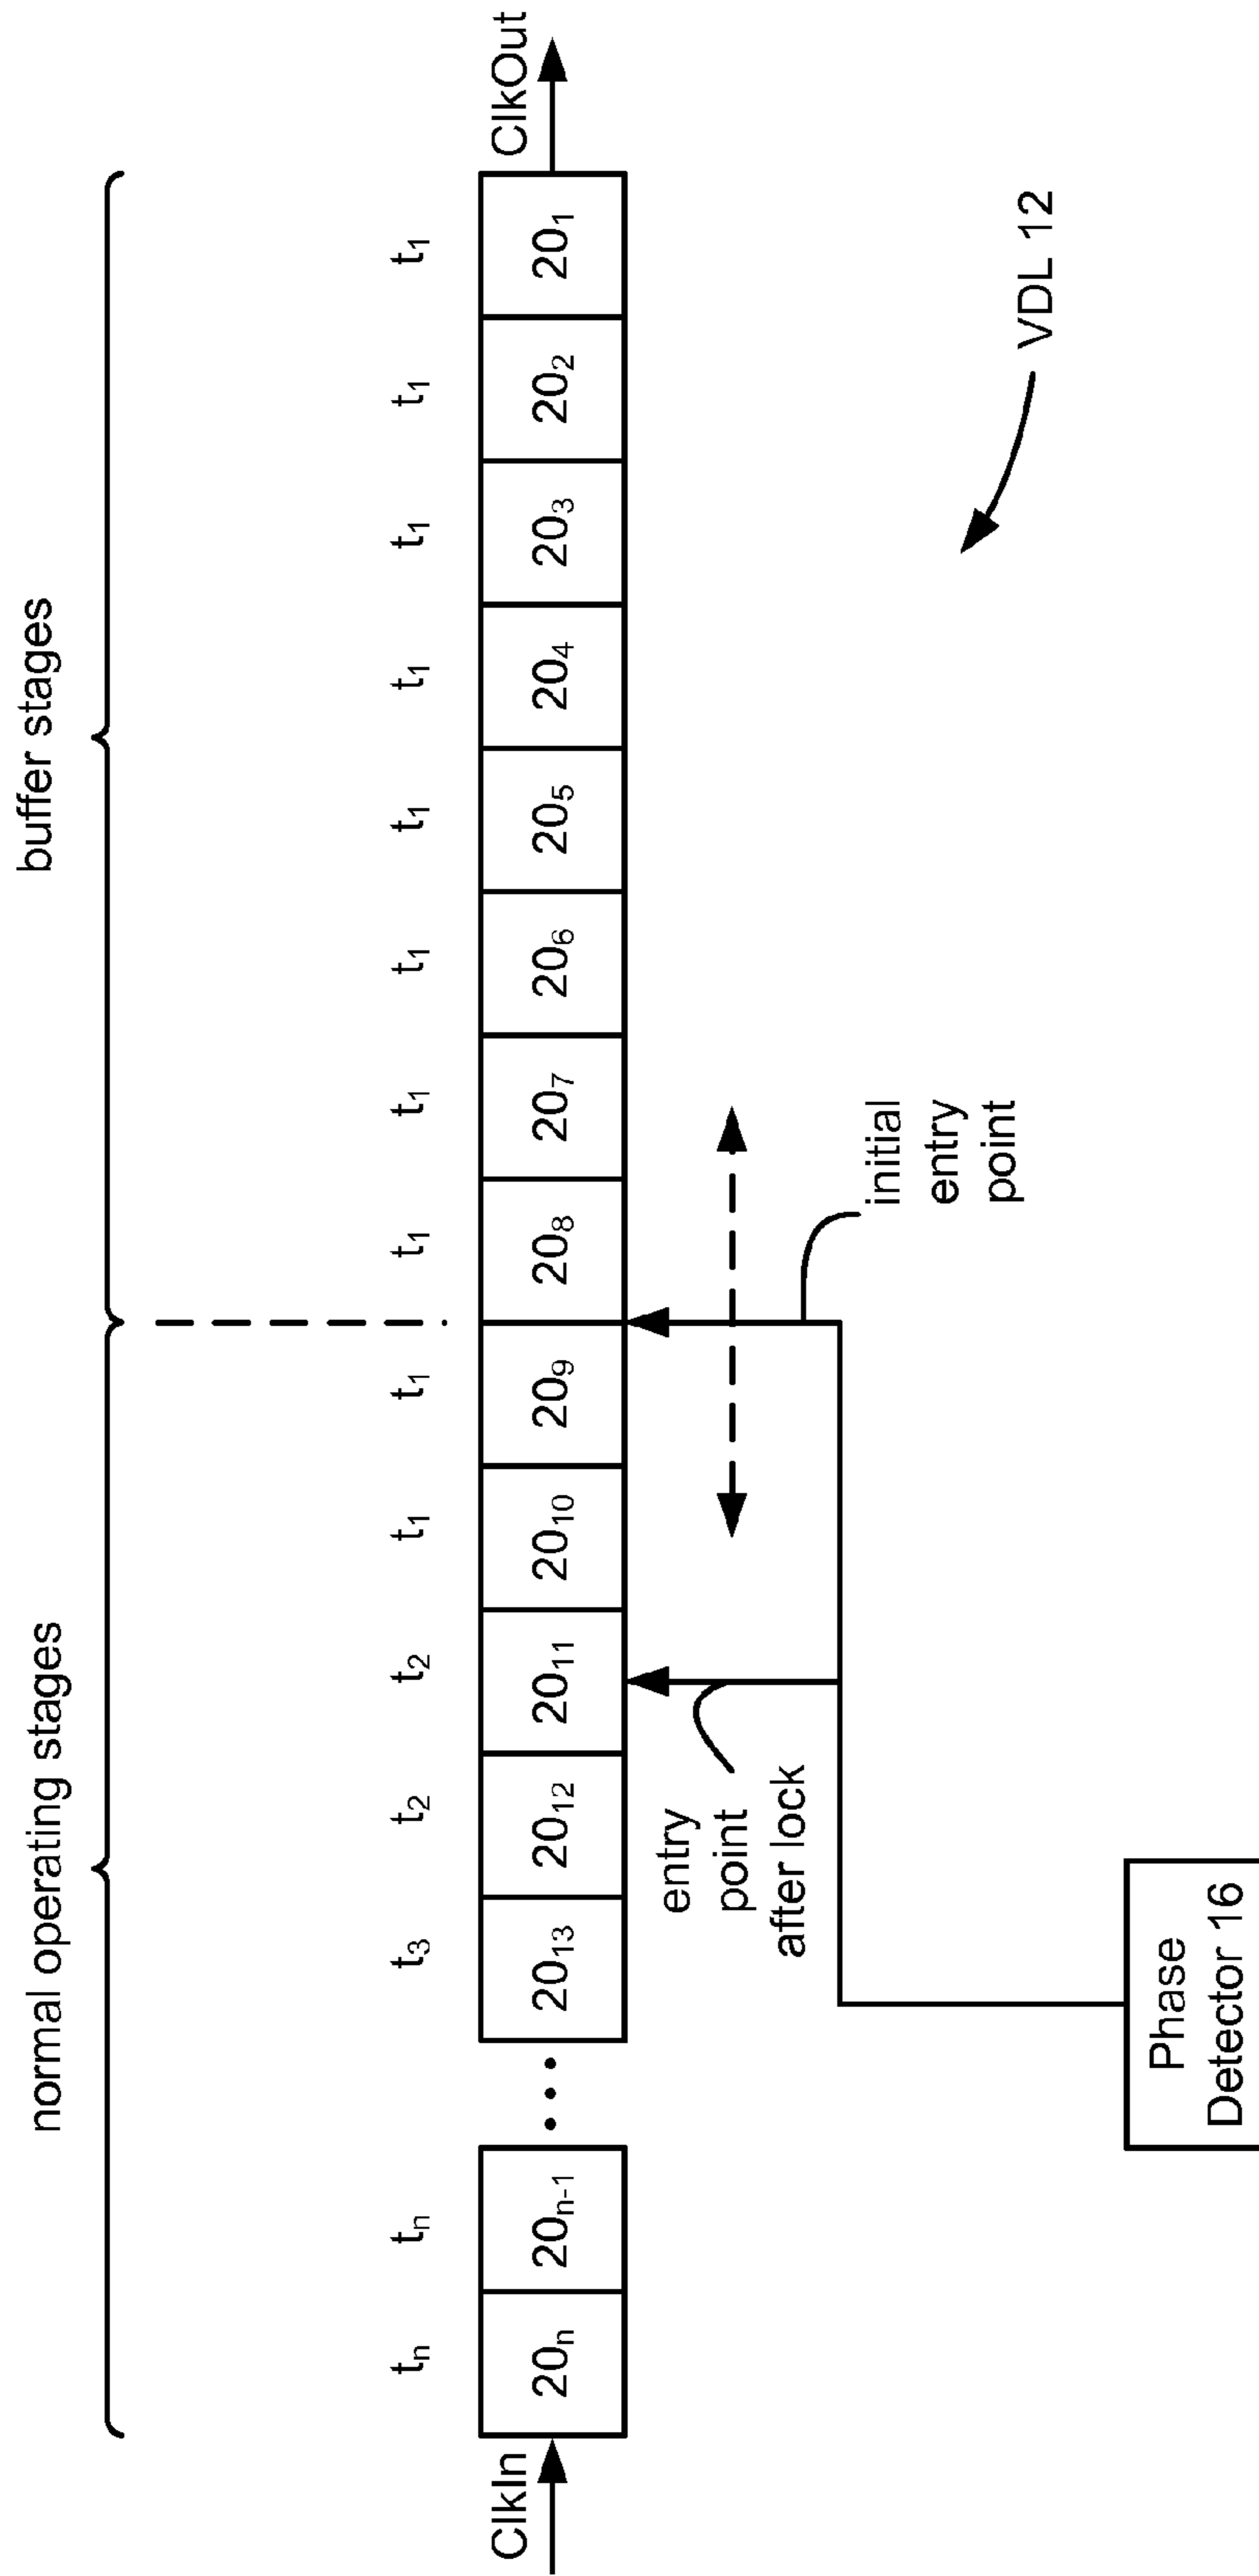 normal operating stages
buffer stages
tₙ
tₙ
t₃
t₂
t₂
t₁
t₁
t₁
t₁
t₁
t₁
t₁
t₁
t₁
t₁
ClkIn
20ₙ
20ₙ₋₁
...
20₁₃
20₁₂
20₁₁
20₁₀
20₉
20₈
20₇
20₆
20₅
20₄
20₃
20₂
20₁
ClkOut
entry
point
after lock
initial
entry
point
VDL 12
Phase
Detector 16